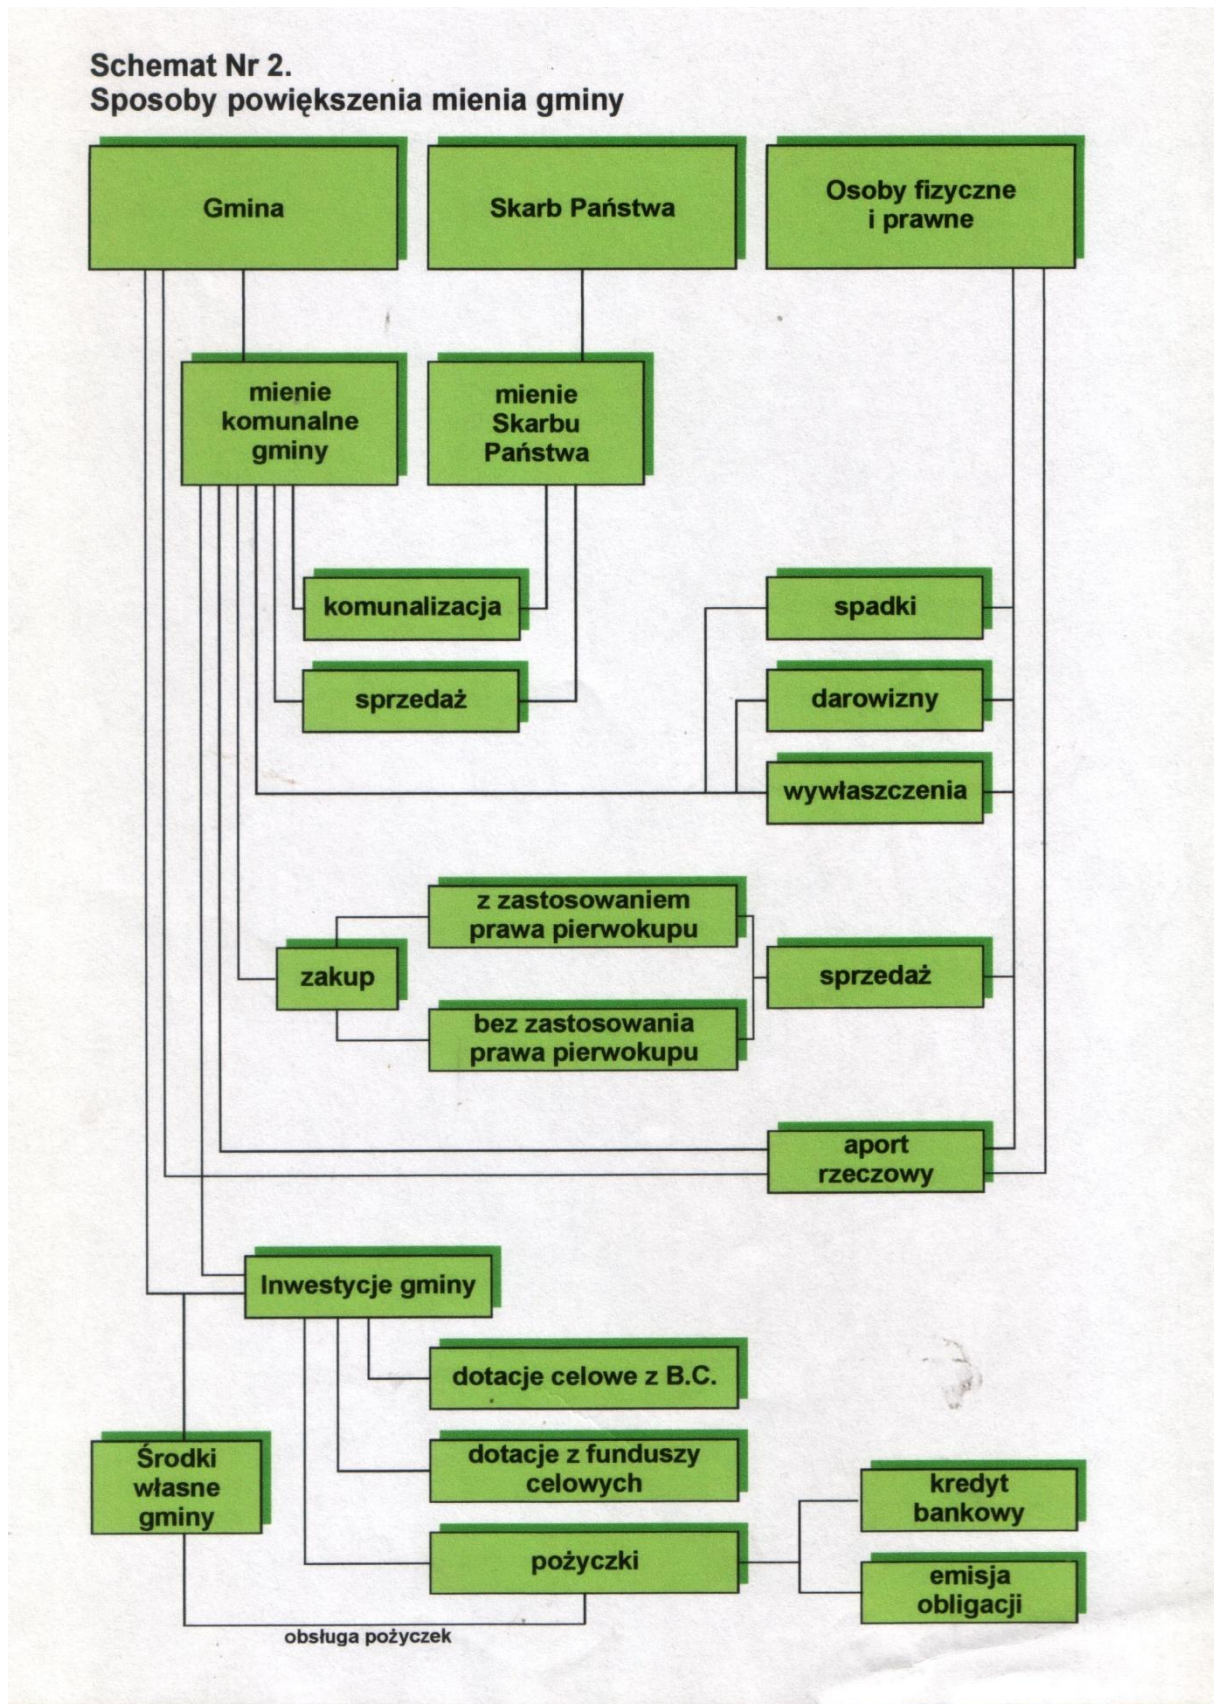 Schemat Nr 2.
Sposoby powiększenia mienia gminy
Gmina
Skarb Państwa
Osoby fizyczne
i prawne
mienie
komunalne
gminy
mienie
Skarbu
Państwa
komunalizacja
spadki
sprzedaż
darowizny
wywłaszczenia
z zastosowaniem
prawa pierwokupu
zakup
sprzedaż
bez zastosowania
prawa pierwokupu
aport
rzeczowy
Inwestycje gminy
dotacje celowe z B.C.
Środki
własne
gminy
dotacje z funduszy
celowych
kredyt
bankowy
pożyczki
emisja
obligacji
obsługa pożyczek